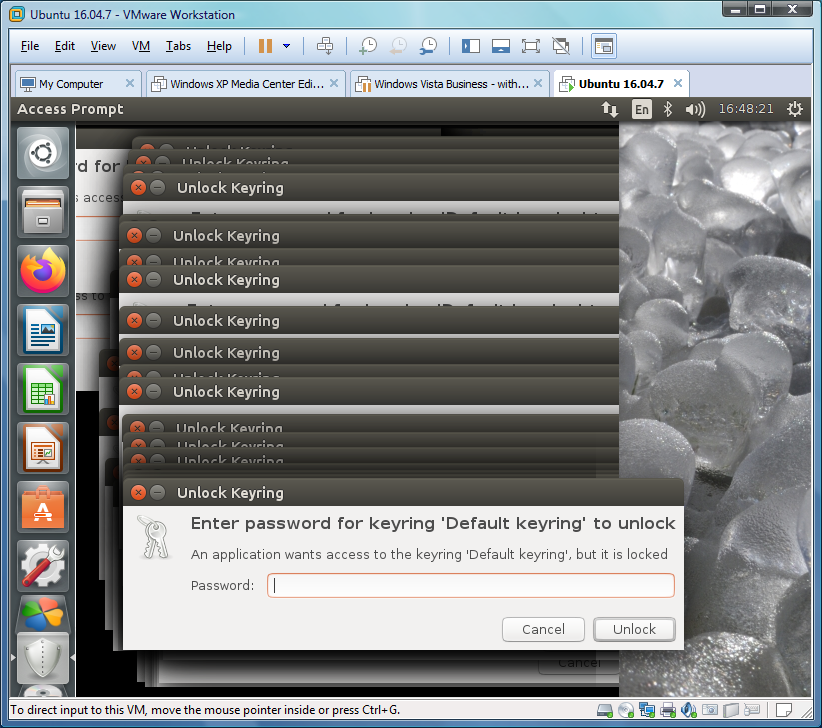 Ubuntu 16.04.7 - VMware Workstation
File Edit View VM Tabs Help
My Computer Windows XP Media Center Edi... Windows Vista Business - with... Ubuntu 16.04.7
Access Prompt En 16:48:21
Unlock Keyring
Unlock Keyring
d for
Unlock Keyring
s access
Unlock Keyring
Unlock Keyring
Unlock Keyring
ss to
Unlock Keyring
Unlock Keyring
Unlock Keyring
Unlock Keyring
Unlock Keyring
Unlock Keyring
Unlock Keyring
Enter password for keyring 'Default keyring' to unlock
An application wants access to the keyring 'Default keyring', but it is locked
Password:
Cancel Unlock
Cancel
To direct input to this VM, move the mouse pointer inside or press Ctrl+G.